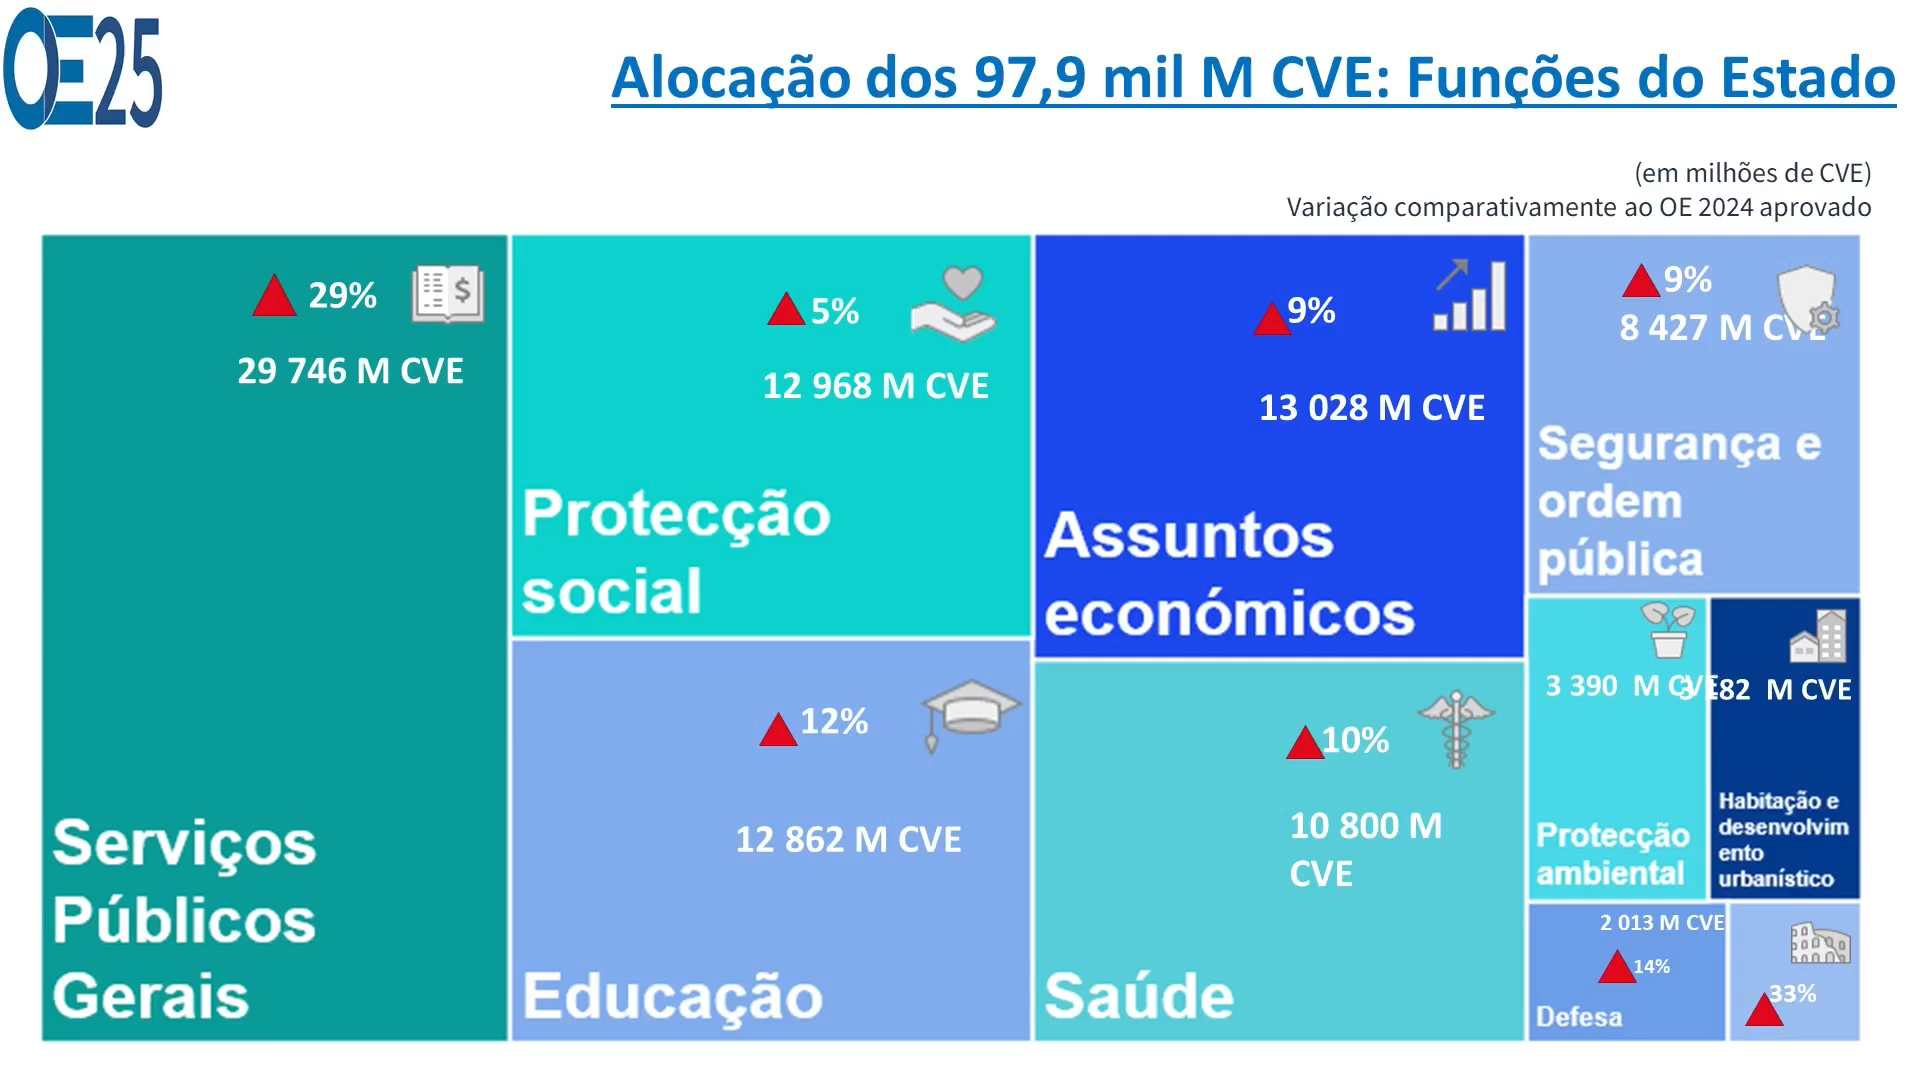 OE25
Alocação dos 97,9 mil M CVE: Funções do Estado
(em milhões de CVE)
Variação comparativamente ao OE 2024 aprovado
29%
29 746 M CVE
Serviços
Públicos
Gerais
5%
12 968 M CVE
Protecção
social
12%
12 862 M CVE
Educação
9%
13 028 M CVE
Assuntos
económicos
10%
10 800 M
CVE
Saúde
9%
8 427 M CVE
Segurança e
ordem
pública
3 390 M CVE
Protecção
ambiental
82 M CVE
Habitação e
desenvolvim
ento
urbanístico
2 013 M CVE
14%
Defesa
33%